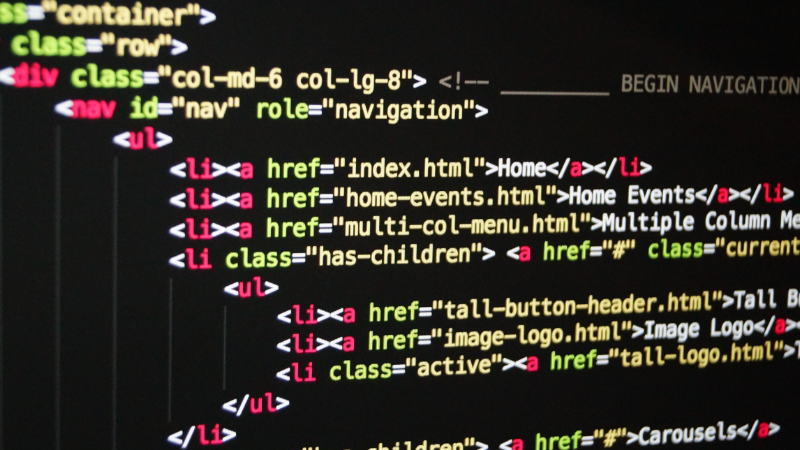 ss="container">
class="row">
<div class="col-md-6 col-lg-8"> <!-- _________ BEGIN NAVIGATION
<nav id="nav" role="navigation">
<ul>
<li><a href="index.html">Home</a></li>
<li><a href="home-events.html">Home Events</a></li>
<li><a href="multi-col-menu.html">Multiple Column Me
<li class="has-children"> <a href="#" class="current
<ul>
<li><a href="tall-button-header.html">Tall B
<li><a href="image-logo.html">Image Logo</a>
<li class="active"><a href="tall-logo.html">
</ul>
</li>
children"> <a href="#">Carousels</a>